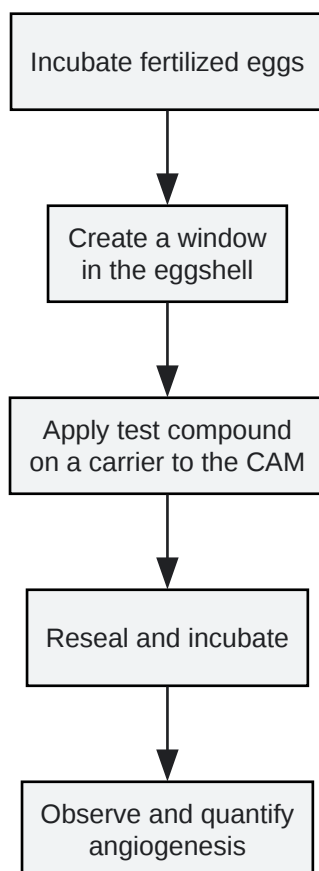 Incubate fertilized eggs
Create a window
in the eggshell
Apply test compound
on a carrier to the CAM
Reseal and incubate
Observe and quantify
angiogenesis